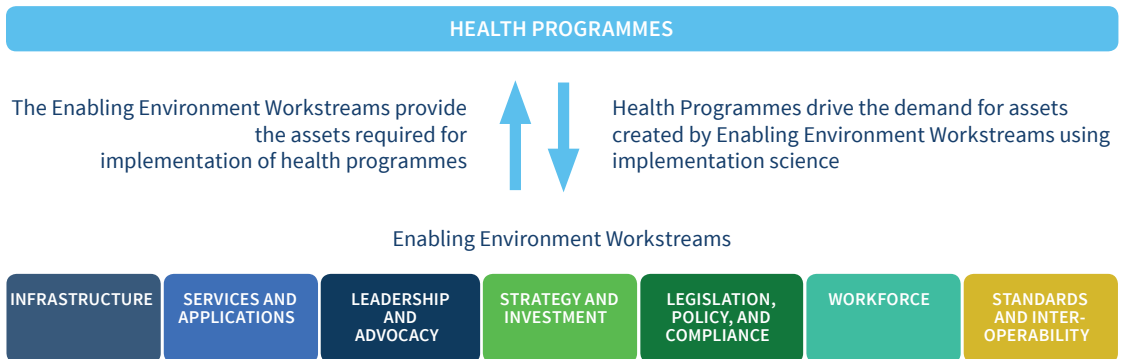 HEALTH PROGRAMMES
The Enabling Environment Workstreams provide
the assets required for
implementation of health programmes
Health Programmes drive the demand for assets
created by Enabling Environment Workstreams using
implementation science
Enabling Environment Workstreams
INFRASTRUCTURE
SERVICES AND
APPLICATIONS
LEADERSHIP
AND
ADVOCACY
STRATEGY AND
INVESTMENT
LEGISLATION,
POLICY, AND
COMPLIANCE
WORKFORCE
STANDARDS
AND INTER-
OPERABILITY